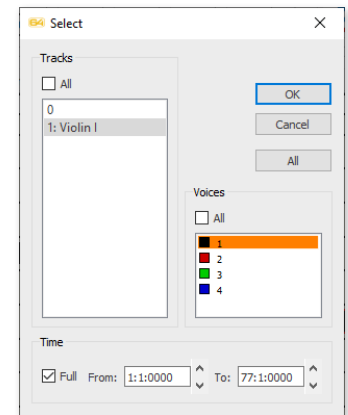 64 Select
Tracks
All
0
1: Violin I
OK
Cancel
All
Voices
All
1
2
3
4
Time
Full From: 1:1:0000 To: 77:1:0000